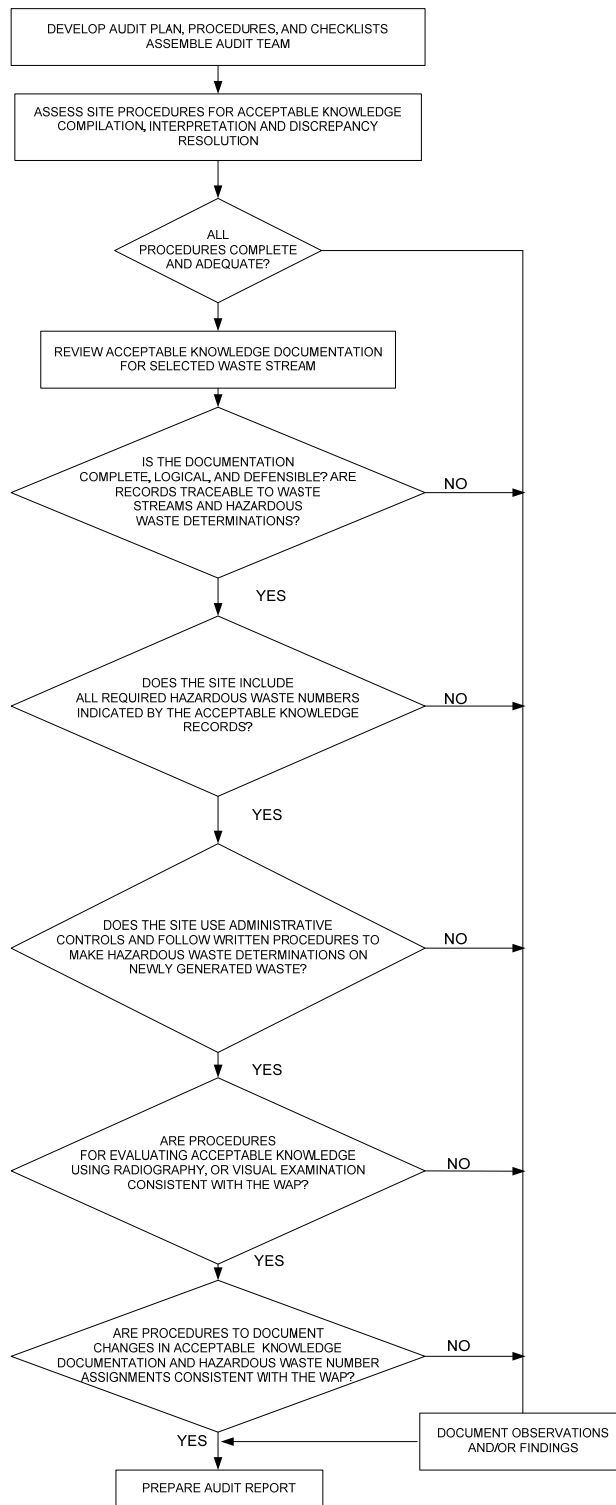 DEVELOP AUDIT PLAN, PROCEDURES, AND CHECKLISTS
ASSEMBLE AUDIT TEAM
ASSESS SITE PROCEDURES FOR ACCEPTABLE KNOWLEDGE
COMPILATION, INTERPRETATION AND DISCREPANCY
RESOLUTION
ALL
PROCEDURES COMPLETE
AND ADEQUATE?
REVIEW ACCEPTABLE KNOWLEDGE DOCUMENTATION
FOR SELECTED WASTE STREAM
IS THE DOCUMENTATION
COMPLETE, LOGICAL, AND DEFENSIBLE? ARE
RECORDS TRACEABLE TO WASTE
STREAMS AND HAZARDOUS
WASTE DETERMINATIONS?
NO
YES
DOES THE SITE INCLUDE
ALL REQUIRED HAZARDOUS WASTE NUMBERS
INDICATED BY THE ACCEPTABLE KNOWLEDGE
RECORDS?
NO
YES
DOES THE SITE USE ADMINISTRATIVE
CONTROLS AND FOLLOW WRITTEN PROCEDURES TO
MAKE HAZARDOUS WASTE DETERMINATIONS ON
NEWLY GENERATED WASTE?
NO
YES
ARE PROCEDURES
FOR EVALUATING ACCEPTABLE KNOWLEDGE
USING RADIOGRAPHY, OR VISUAL EXAMINATION
CONSISTENT WITH THE WAP?
NO
YES
ARE PROCEDURES TO DOCUMENT
CHANGES IN ACCEPTABLE KNOWLEDGE
DOCUMENTATION AND HAZARDOUS WASTE NUMBER
ASSIGNMENTS CONSISTENT WITH THE WAP?
NO
YES
DOCUMENT OBSERVATIONS
AND/OR FINDINGS
PREPARE AUDIT REPORT